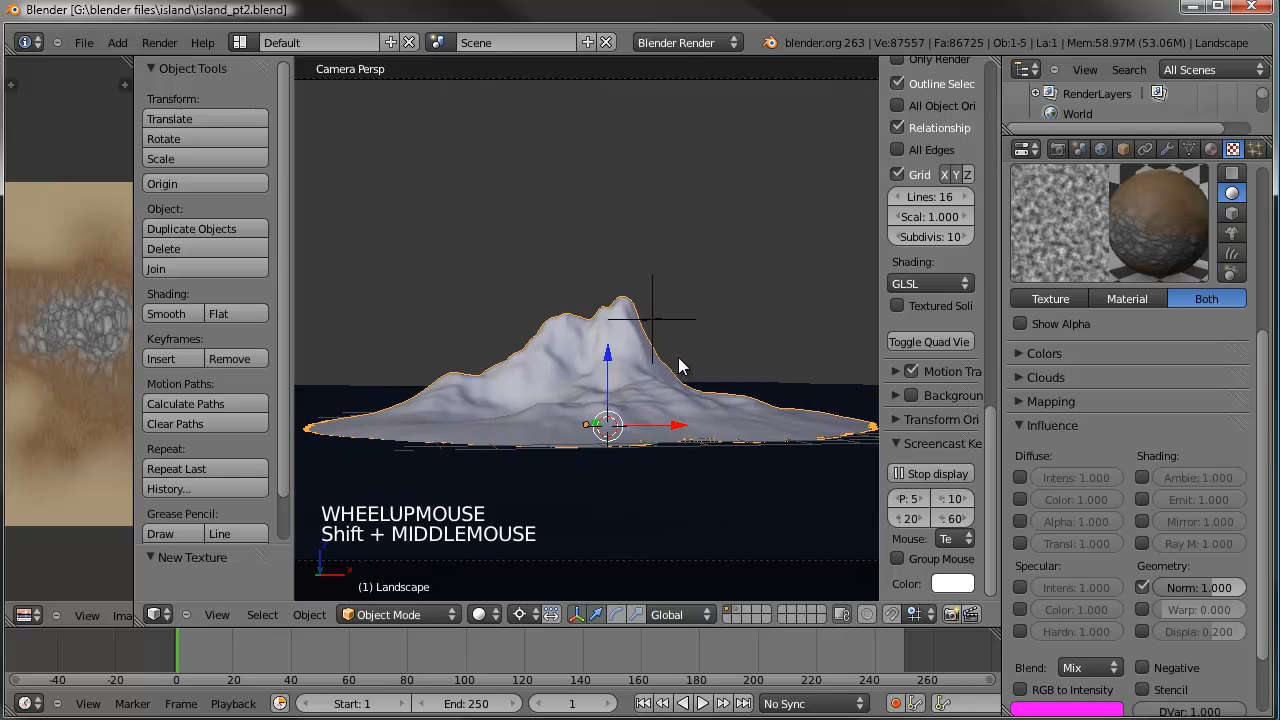 Blender [G:\blender files\island\island_pt2.blend]
File Add Render Help Default Scene Blender Render blender.org 263 | Ve:87557 | Fa:86725 | Ob:1-5 | La:1 | Mem:58.97M (53.06M) | Landscape
Object Tools
Transform:
Translate
Rotate
Scale
Origin
Object:
Duplicate Objects
Delete
Join
Shading:
Smooth Flat
Keyframes:
Insert Remove
Motion Paths:
Calculate Paths
Clear Paths
Repeat:
Repeat Last
History...
Grease Pencil:
Draw Line
New Texture
Camera Persp
WHEELUPMOUSE
Shift + MIDDLEMOUSE
x
(1) Landscape
Only Render
Outline Selec
All Object Ori
Relationship
All Edges
Grid X Y Z
Lines: 16
Scal: 1.000
Subdivis: 10
Shading:
GLSL
Textured Soli
Toggle Quad Vie
Motion Tra
Backgroun
Transform Ori
Screencast Ke
Stop display
P: 5 : 10
20 : 60
Mouse: Te
Group Mouse
Color:
View Search All Scenes
RenderLayers
World
Texture Material Both
Show Alpha
Colors
Clouds
Mapping
Influence
Diffuse: Shading:
Intens: 1.000 Ambie: 1.000
Color: 1.000 Emit: 1.000
Alpha: 1.000 Mirror: 1.000
Transl: 1.000 Ray M: 1.000
Specular: Geometry:
Intens: 1.000 Norm: 1.000
Color: 1.000 Warp: 0.000
Hardn: 1.000 Displa: 0.200
Blend: Mix Negative
RGB to Intensity Stencil
DVar: 1.000
View Ima View Select Object Object Mode Global
-40 -20 0 20 40 60 80 100 120 140 160 180 200 220 240 260
View Marker Frame Playback Start: 1 End: 250 1 No Sync